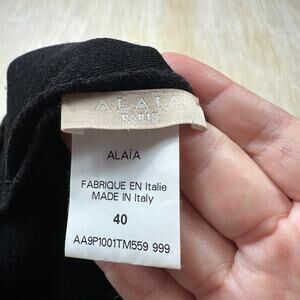 ALAÏA
PARIS
ALAÏA
FABRIQUE EN Italie
MADE IN Italy
40
AA9P1001TM559 999